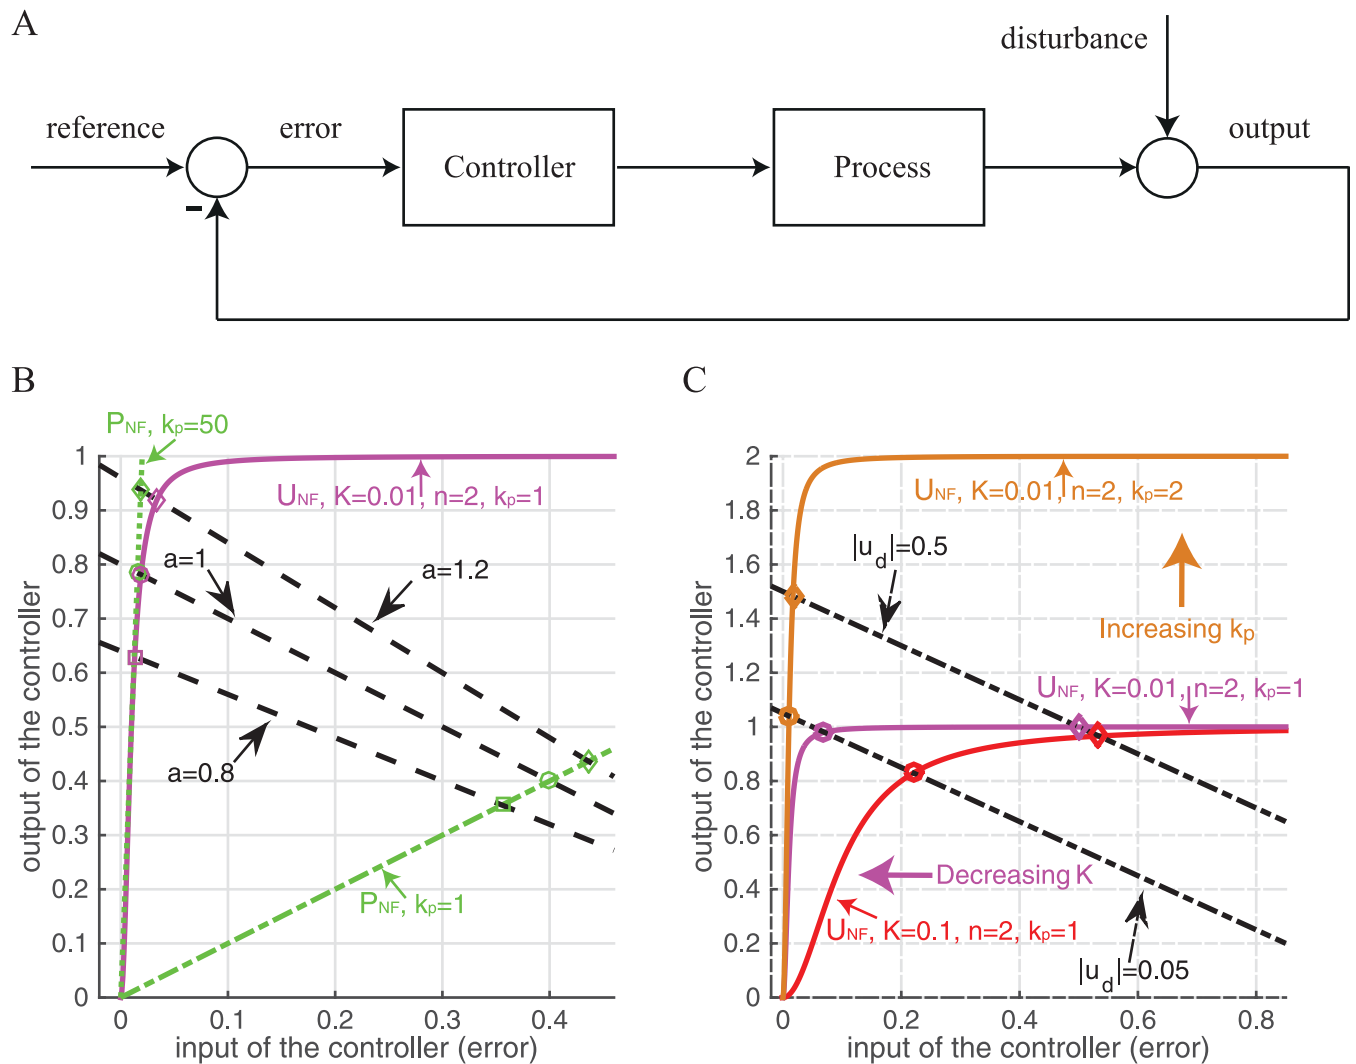 A
disturbance
reference
error
Controller
Process
output
-
B
P_NF, k_p=50
U_NF, K=0.01, n=2, k_p=1
a=1
a=1.2
a=0.8
P_NF, k_p=1
1
0.9
0.8
0.7
0.6
0.5
0.4
0.3
0.2
0.1
0
0
0.1
0.2
0.3
0.4
output of the controller
input of the controller (error)
C
U_NF, K=0.01, n=2, k_p=2
|u_d|=0.5
Increasing k_p
U_NF, K=0.01, n=2, k_p=1
Decreasing K
U_NF, K=0.1, n=2, k_p=1
|u_d|=0.05
2
1.8
1.6
1.4
1.2
1
0.8
0.6
0.4
0.2
0
0
0.2
0.4
0.6
0.8
output of the controller
input of the controller (error)